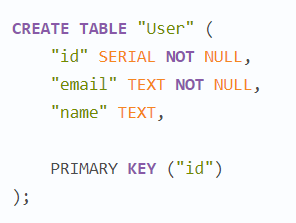 CREATE TABLE "User" (
    "id" SERIAL NOT NULL,
    "email" TEXT NOT NULL,
    "name" TEXT,

    PRIMARY KEY ("id")
);